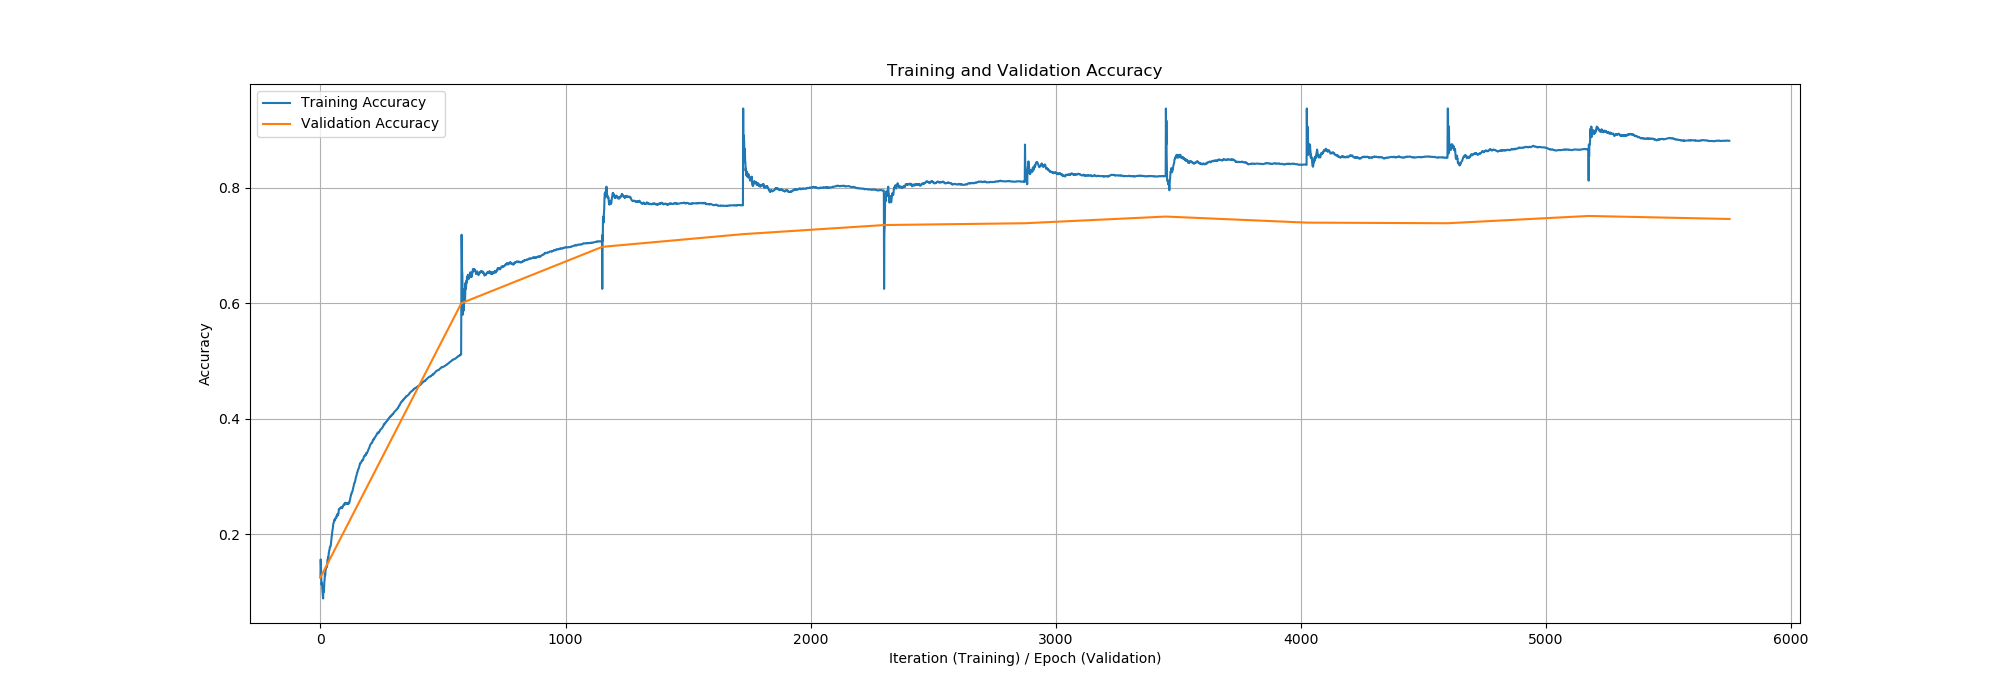 Training and Validation Accuracy
Training Accuracy
Validation Accuracy
Accuracy
0.8
0.6
0.4
0.2
0 1000 2000 3000 4000 5000 6000
Iteration (Training) / Epoch (Validation)